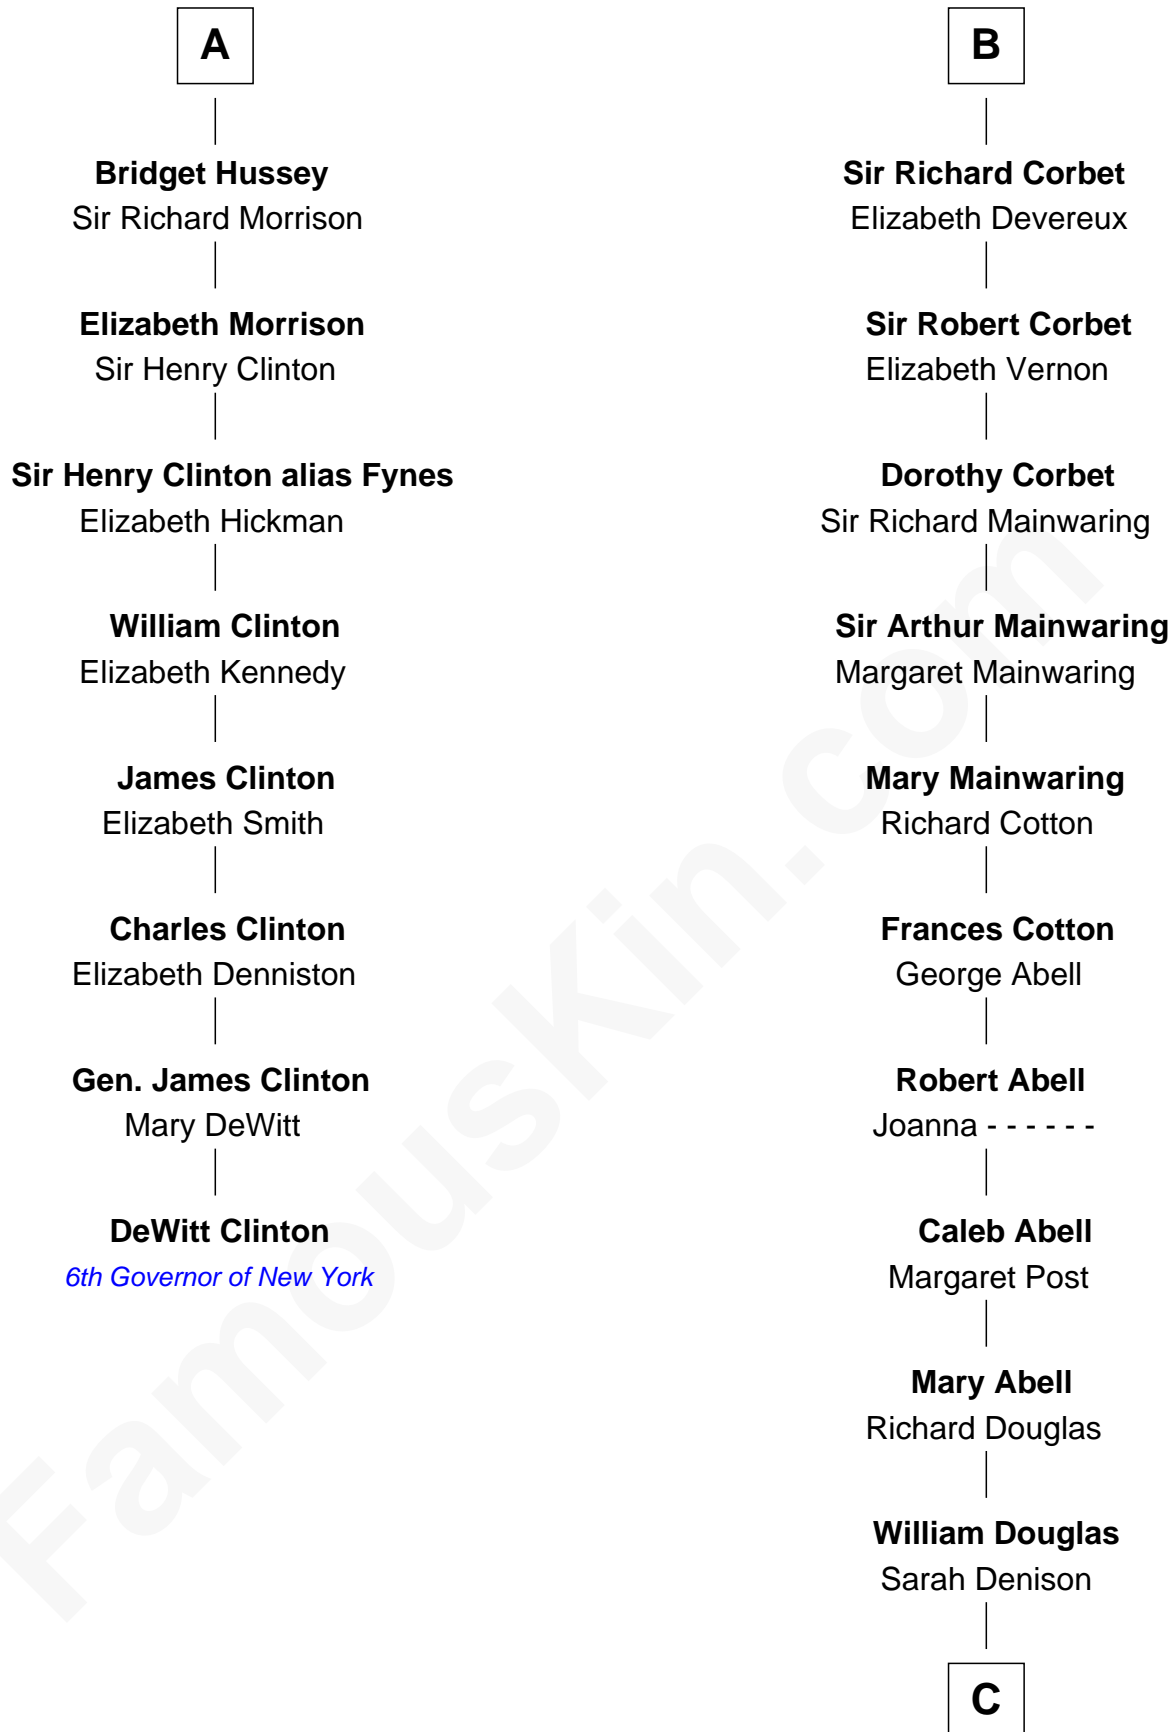 A
Bridget Hussey
Sir Richard Morrison
Elizabeth Morrison
Sir Henry Clinton
Sir Henry Clinton alias Fynes
Elizabeth Hickman
William Clinton
Elizabeth Kennedy
James Clinton
Elizabeth Smith
Charles Clinton
Elizabeth Denniston
Gen. James Clinton
Mary DeWitt
DeWitt Clinton
6th Governor of New York
B
Sir Richard Corbet
Elizabeth Devereux
Sir Robert Corbet
Elizabeth Vernon
Dorothy Corbet
Sir Richard Mainwaring
Sir Arthur Mainwaring
Margaret Mainwaring
Mary Mainwaring
Richard Cotton
Frances Cotton
George Abell
Robert Abell
Joanna - - - - - -
Caleb Abell
Margaret Post
Mary Abell
Richard Douglas
William Douglas
Sarah Denison
C
FamousKin.com